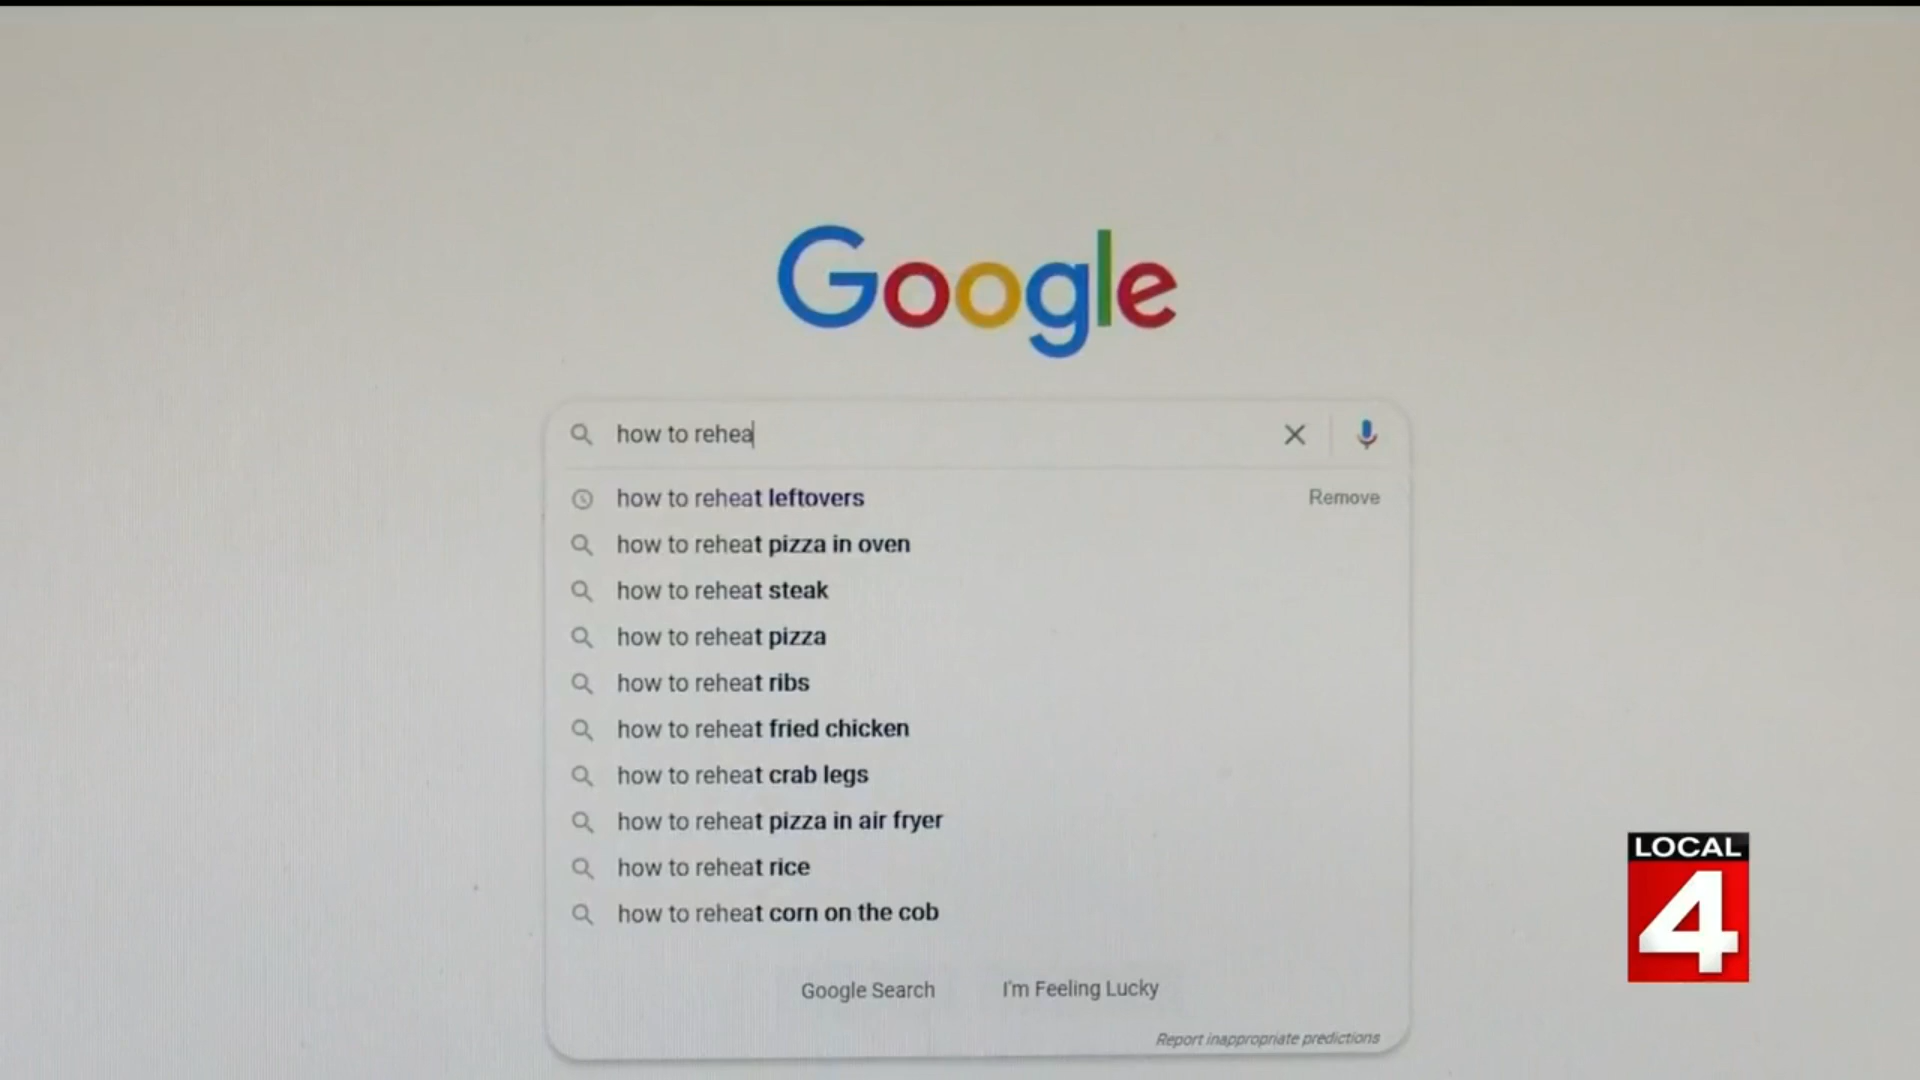 Google
how to rehea
how to reheat leftovers
Remove
how to reheat pizza in oven
how to reheat steak
how to reheat pizza
how to reheat ribs
how to reheat fried chicken
how to reheat crab legs
how to reheat pizza in air fryer
how to reheat rice
how to reheat corn on the cob
Google Search
I'm Feeling Lucky
Report inappropriate predictions
LOCAL
4